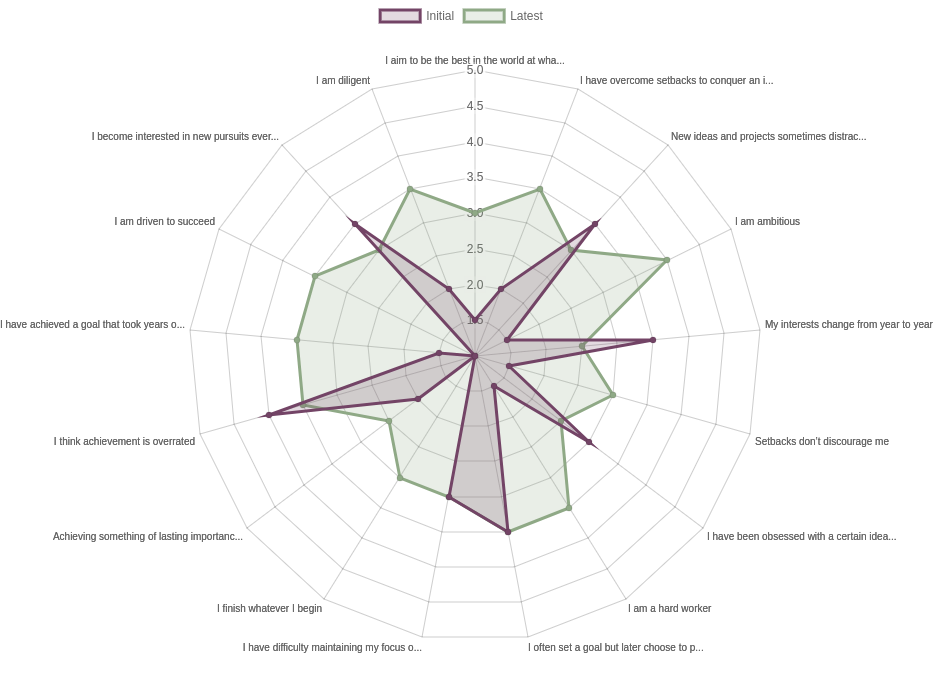 Initial
Latest
I aim to be the best in the world at wha...
5.0
I am diligent
I have overcome setbacks to conquer an i...
4.5
I become interested in new pursuits ever...
4.0
New ideas and projects sometimes distrac...
3.5
I am driven to succeed
3.0
I am ambitious
2.5
2.0
I have achieved a goal that took years o...
1.5
My interests change from year to year
I think achievement is overrated
Setbacks don't discourage me
Achieving something of lasting importanc...
I have been obsessed with a certain idea...
I finish whatever I begin
I am a hard worker
I have difficulty maintaining my focus o...
I often set a goal but later choose to p...